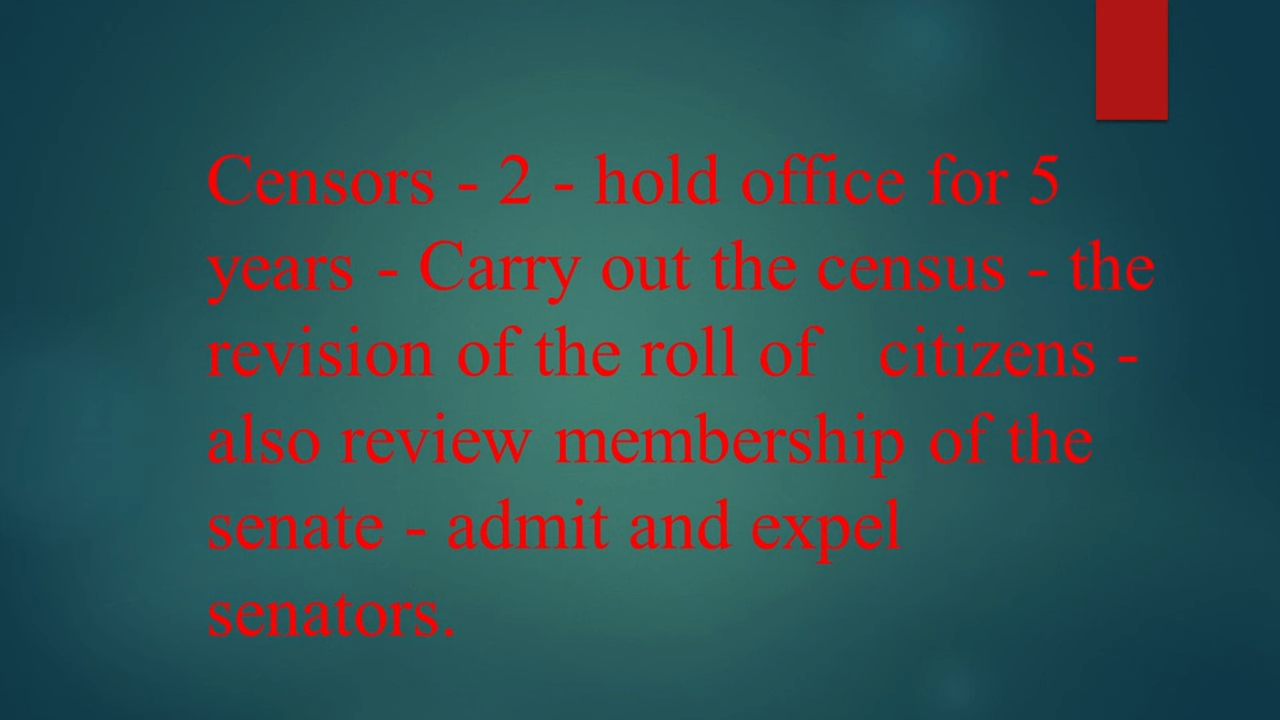 Censors - 2 - hold office for 5
years - Carry out the census - the
revision of the roll of   citizens -
also review membership of the
senate - admit and expel
senators.